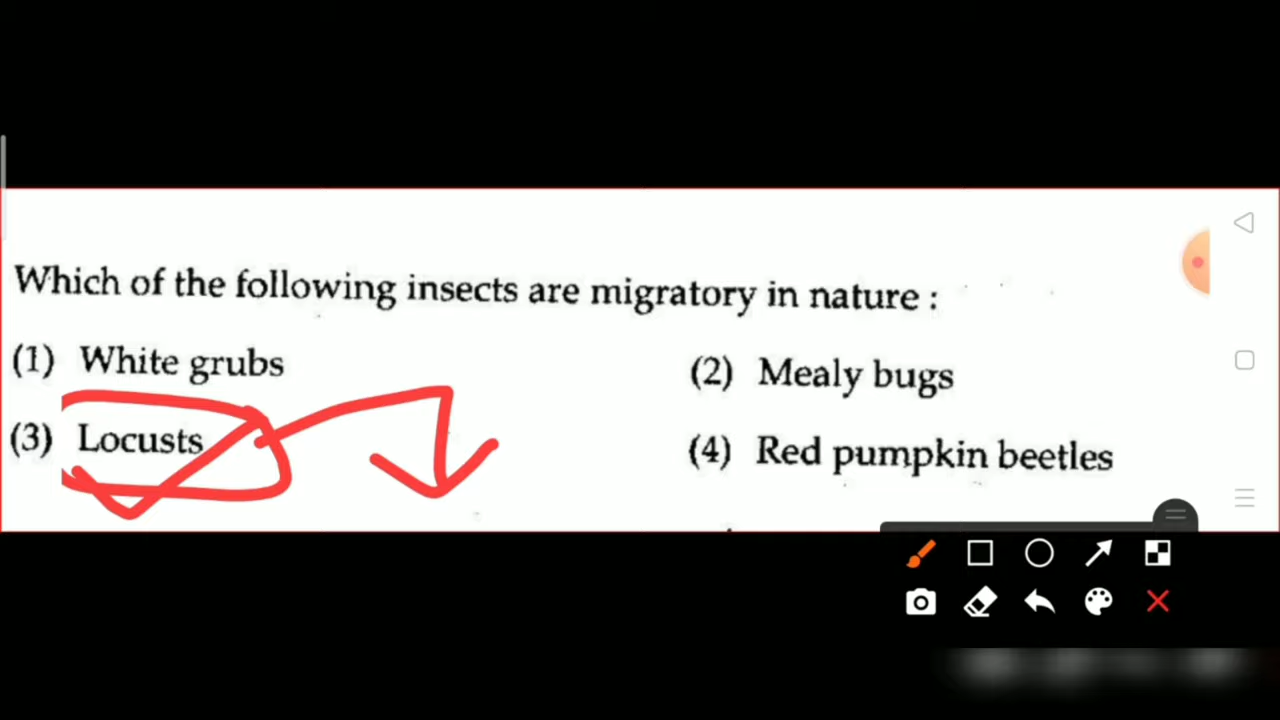 Which of the following insects are migratory in nature :
(1) White grubs
(2) Mealy bugs
(3) Locusts
(4) Red pumpkin beetles